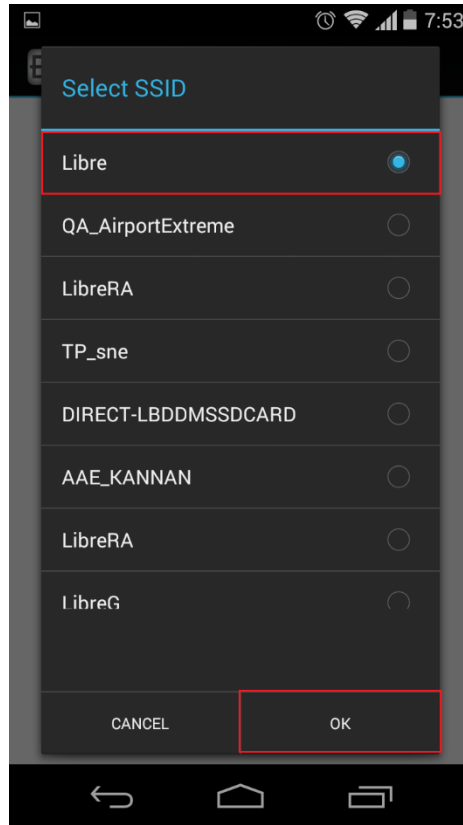 7:53
Select SSID
Libre
QA_AirportExtreme
LibreRA
TP_sne
DIRECT-LBDDMSSDCARD
AAE_KANNAN
LibreRA
LibreG
CANCEL
OK